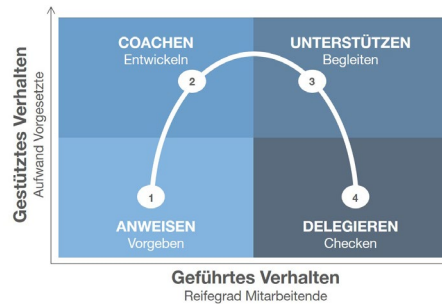 COACHEN
Entwickeln
2
UNTERSTÜTZEN
Begleiten
3
1
ANWEISEN
Vorgeben
4
DELEGIEREN
Checken
Gestütztes Verhalten
Aufwand Vorgesetzte
Geführtes Verhalten
Reifegrad Mitarbeitende